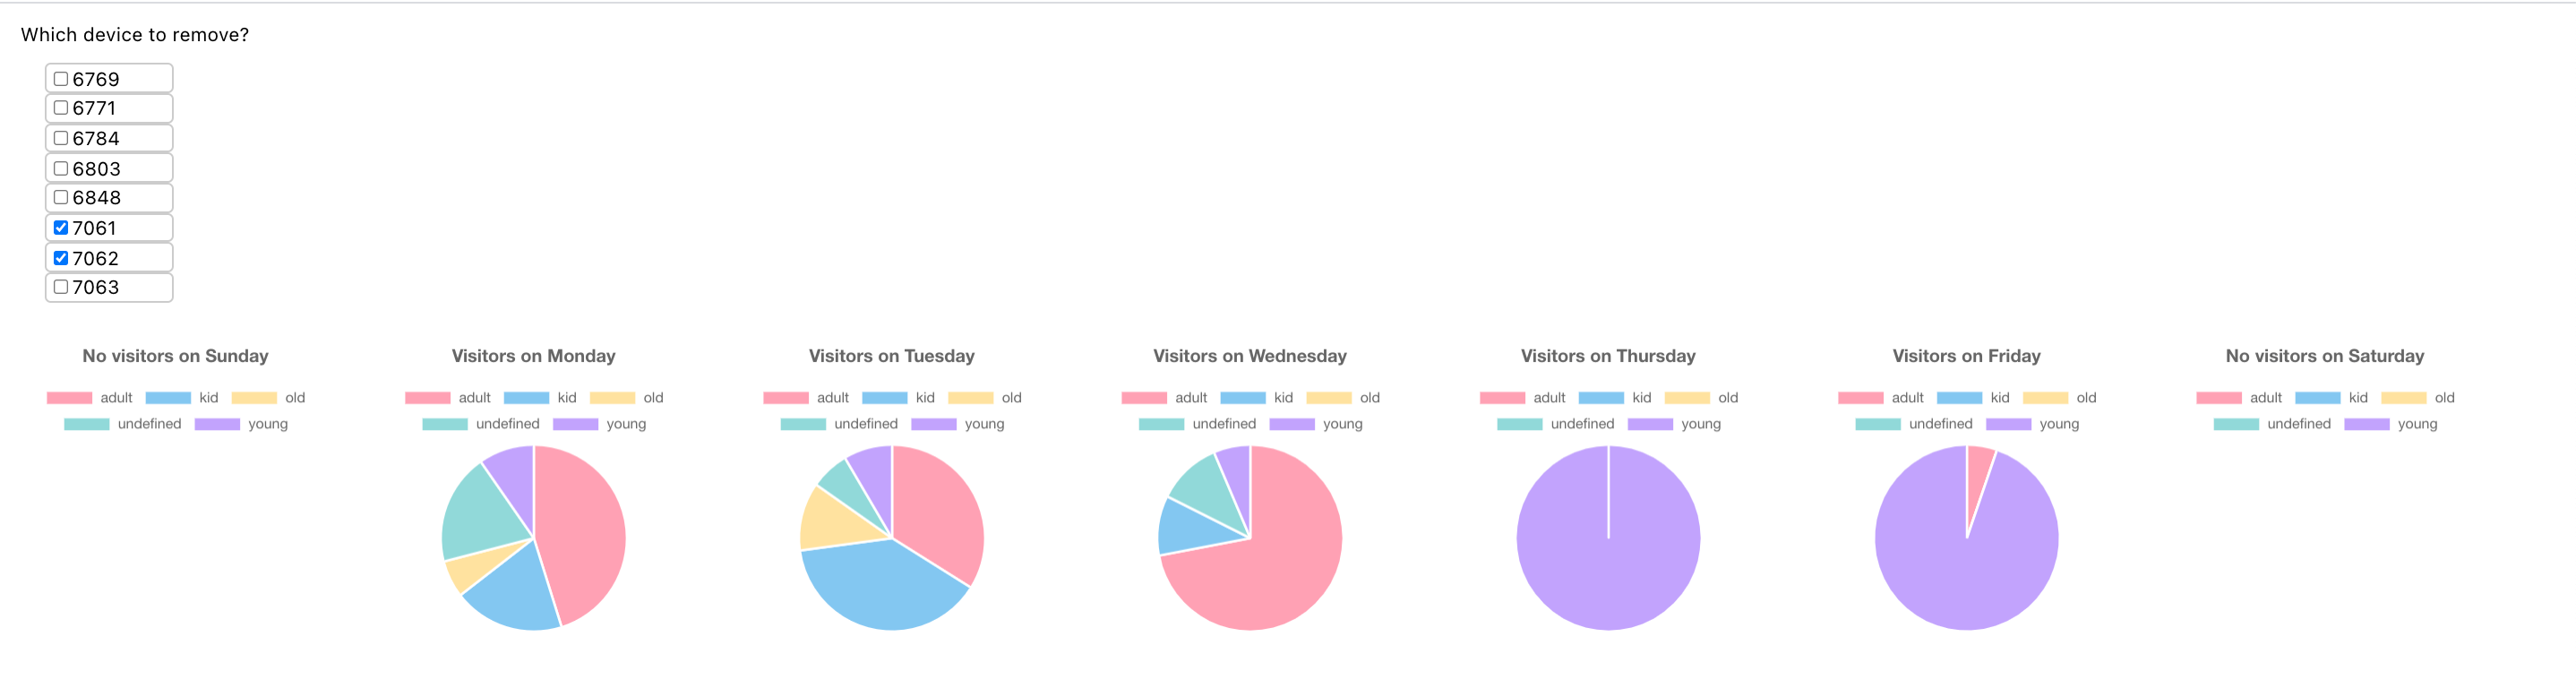 Which device to remove?
6769
6771
6784
6803
6848
7061
7062
7063
No visitors on Sunday
adult kid old
undefined young
Visitors on Monday
adult kid old
undefined young
Visitors on Tuesday
adult kid old
undefined young
Visitors on Wednesday
adult kid old
undefined young
Visitors on Thursday
adult kid old
undefined young
Visitors on Friday
adult kid old
undefined young
No visitors on Saturday
adult kid old
undefined young